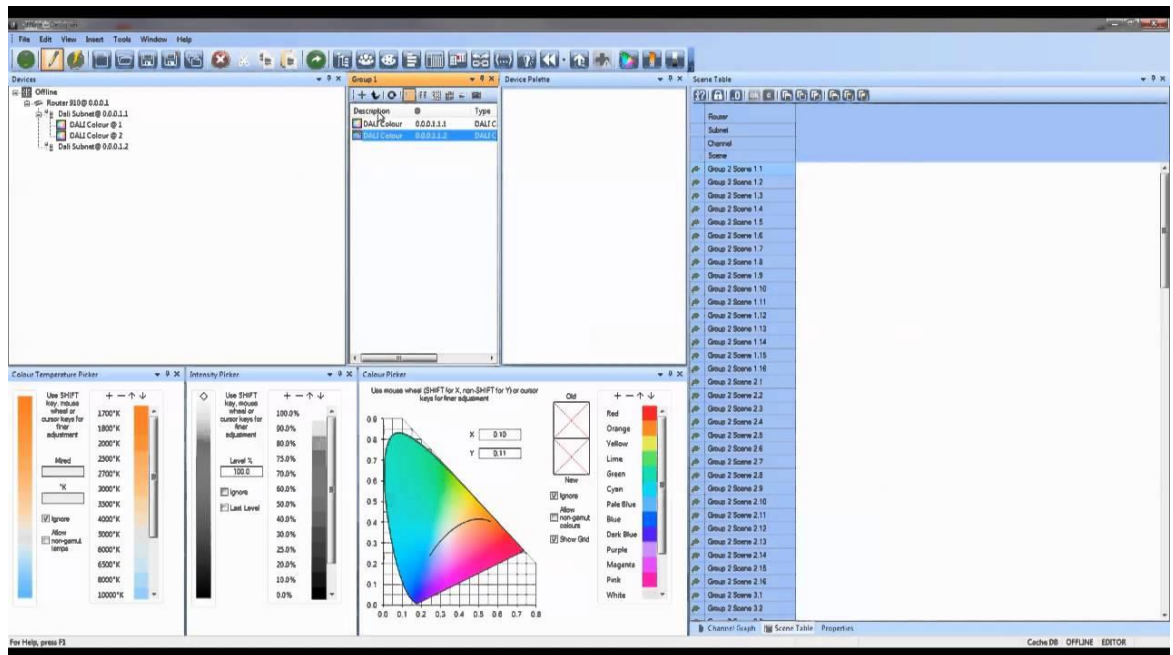 File Edit View Insert Tools Window Help
Devices
Offline
Router 910@ 0.0.0.1
Dali Subnet@ 0.0.0.1.1
DALI Colour @ 1
DALI Colour @ 2
Dali Subnet@ 0.0.0.1.2
Group 1
Description @ Type
DALI Colour 0.0.0.1.1.1 DALI C
DALI Colour 0.0.0.1.1.2 DALI C
Device Palette
Scene Table
Router
Subnet
Channel
Scene
Group 2 Scene 1.1
Group 2 Scene 1.2
Group 2 Scene 1.3
Group 2 Scene 1.4
Group 2 Scene 1.5
Group 2 Scene 1.6
Group 2 Scene 1.7
Group 2 Scene 1.8
Group 2 Scene 1.9
Group 2 Scene 1.10
Group 2 Scene 1.11
Group 2 Scene 1.12
Group 2 Scene 1.13
Group 2 Scene 1.14
Group 2 Scene 1.15
Group 2 Scene 1.16
Group 2 Scene 2.1
Group 2 Scene 2.2
Group 2 Scene 2.3
Group 2 Scene 2.4
Group 2 Scene 2.5
Group 2 Scene 2.6
Group 2 Scene 2.7
Group 2 Scene 2.8
Group 2 Scene 2.9
Group 2 Scene 2.10
Group 2 Scene 2.11
Group 2 Scene 2.12
Group 2 Scene 2.13
Group 2 Scene 2.14
Group 2 Scene 2.15
Group 2 Scene 2.16
Group 2 Scene 3.1
Group 2 Scene 3.2
Channel Graph Scene Table Properties
Colour Temperature Picker
Use SHIFT
key, mouse
wheel or
cursor keys for
finer
adjustment
Mired
°K
Ignore
Allow
non-gamut
lamps
1700°K
1800°K
2000°K
2500°K
2700°K
3000°K
3500°K
4000°K
5000°K
6000°K
6500°K
8000°K
10000°K
Intensity Picker
Use SHIFT
key, mouse
wheel or
cursor keys for
finer
adjustment
Level %
100.0
Ignore
Last Level
100.0%
90.0%
80.0%
75.0%
70.0%
60.0%
50.0%
40.0%
30.0%
25.0%
20.0%
10.0%
0.0%
Colour Picker
Use mouse wheel (SHIFT for X, non-SHIFT for Y) or cursor
keys for finer adjustment
X 0.10
Y 0.11
0.9
0.8
0.7
0.6
0.5
0.4
0.3
0.2
0.1
0.0
0.0 0.1 0.2 0.3 0.4 0.5 0.6 0.7 0.8
Old
New
Ignore
Allow
non-gamut
colours
Show Grid
Red
Orange
Yellow
Lime
Green
Cyan
Pale Blue
Blue
Dark Blue
Purple
Magenta
Pink
White
For Help, press F1
Cache DB OFFLINE EDITOR